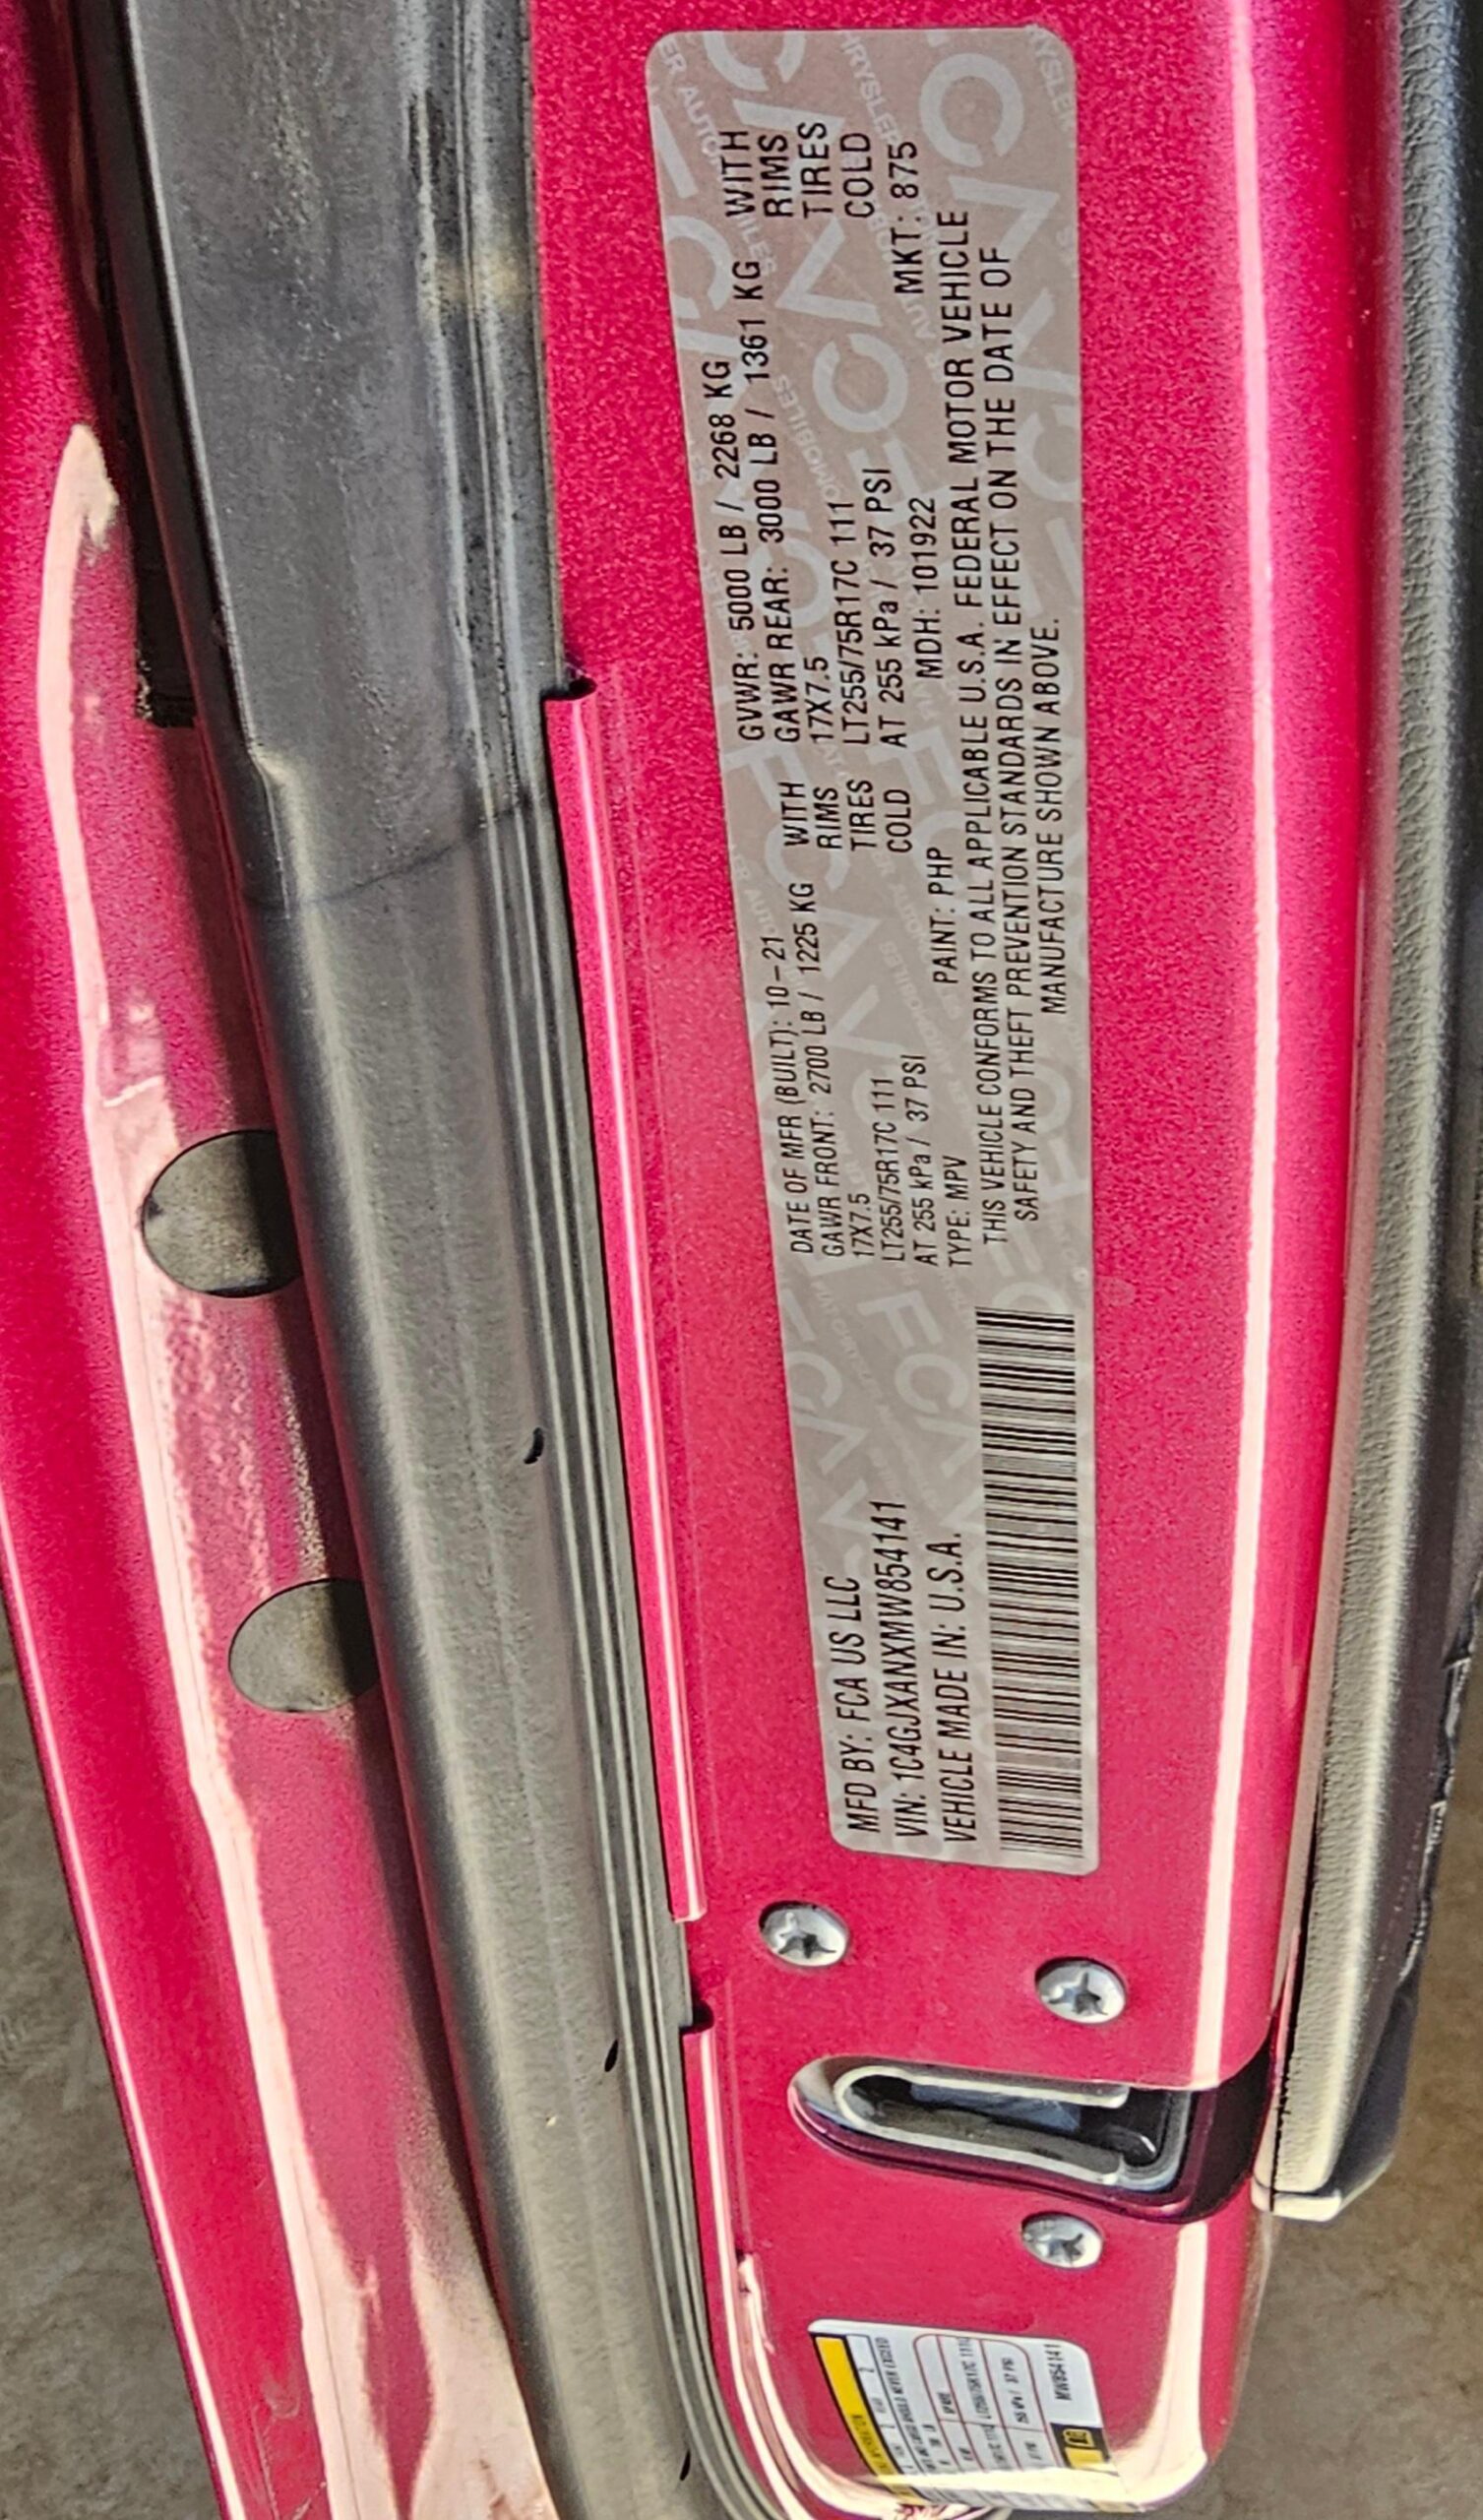 MFD BY: FCA US LLC
VIN: 1C4GJXANXMW854141
VEHICLE MADE IN: U.S.A.
DATE OF MFR (BUILT): 10-21 GVWR: 5000 LB / 2268 KG
GAWR FRONT: 2700 LB / 1225 KG WITH GAWR REAR: 3000 LB / 1361 KG WITH
17X7.5 RIMS 17X7.5 RIMS
LT255/75R17C 111 TIRES LT255/75R17C 111 TIRES
AT 255 kPa / 37 PSI COLD AT 255 kPa / 37 PSI COLD
TYPE: MPV PAINT: PHP MDH: 101922 MKT: 875
THIS VEHICLE CONFORMS TO ALL APPLICABLE U.S.A. FEDERAL MOTOR VEHICLE
SAFETY AND THEFT PREVENTION STANDARDS IN EFFECT ON THE DATE OF
MANUFACTURE SHOWN ABOVE.
MW854141